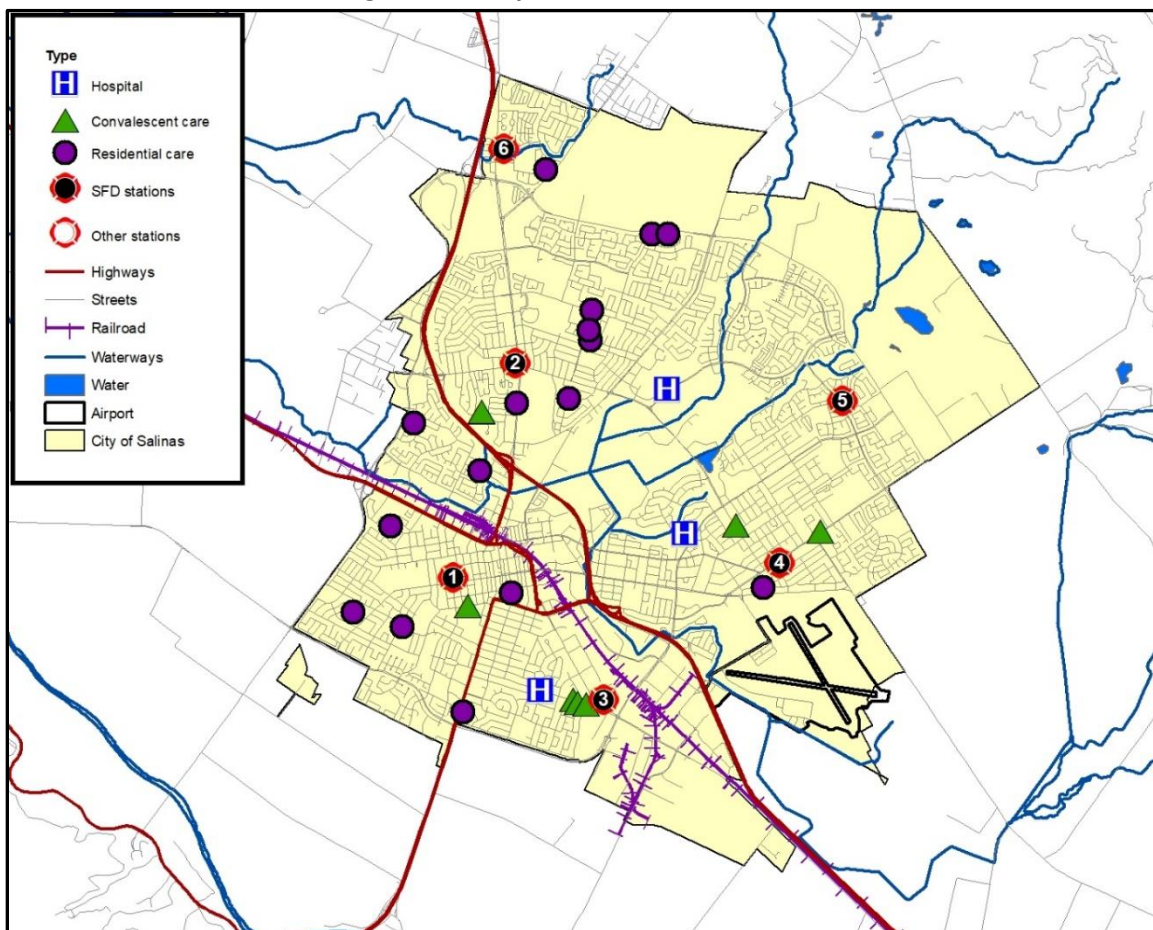 Type
H Hospital
Convalescent care
Residential care
SFD stations
Other stations
Highways
Streets
Railroad
Waterways
Water
Airport
City of Salinas
6
2
H
5
H
4
1
H
3